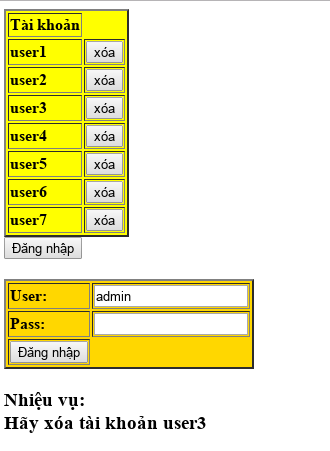 Tài khoản
user1 xóa
user2 xóa
user3 xóa
user4 xóa
user5 xóa
user6 xóa
user7 xóa
Đăng nhập
User: admin
Pass:
Đăng nhập
Nhiệu vụ:
Hãy xóa tài khoản user3